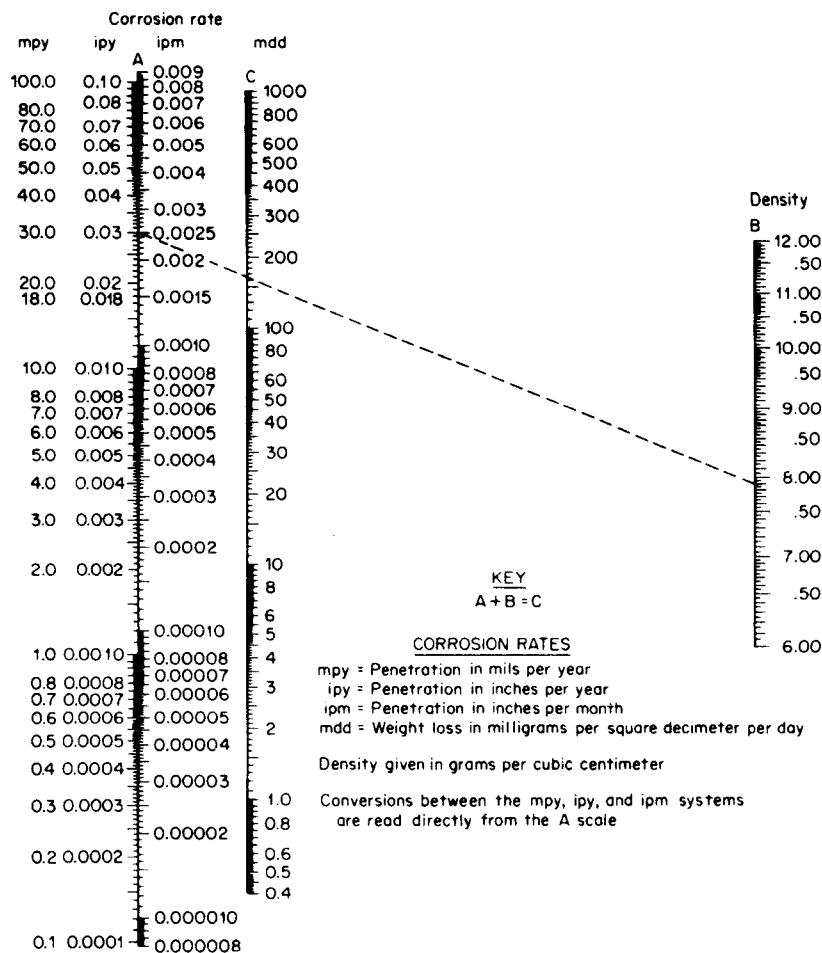 Corrosion rate
mpy ipy ipm mdd
A
C
0.009
100.0 0.10 0.008 1000
80.0 0.08 0.007 800
70.0 0.07 0.006
60.0 0.06 0.005 600
50.0 0.05 0.004 500
40.0 0.04 400
0.003 300
30.0 0.03 0.0025
0.002 200
20.0 0.02
18.0 0.018 0.0015
100
0.0010 80
10.0 0.010 0.0008 60
8.0 0.008 0.0007 50
7.0 0.007 0.0006 40
6.0 0.006 0.0005
5.0 0.005 0.0004 30
4.0 0.004 20
3.0 0.003 0.0003
0.0002 10
2.0 0.002 8
6
0.00010 5
1.0 0.0010 0.00008 4
0.8 0.0008 0.00007 3
0.7 0.0007 0.00006
0.6 0.0006 0.00005 2
0.5 0.0005 0.00004
0.4 0.0004 0.00003
0.3 0.0003 1.0
0.00002 0.8
0.2 0.0002 0.6
0.5
0.4
0.000010
0.1 0.0001 0.000008
Density
B
12.00
.50
11.00
.50
10.00
.50
9.00
.50
8.00
.50
7.00
.50
6.00
KEY
A+B=C
CORROSION RATES
mpy = Penetration in mils per year
ipy = Penetration in inches per year
ipm = Penetration in inches per month
mdd = Weight loss in milligrams per square decimeter per day
Density given in grams per cubic centimeter
Conversions between the mpy, ipy, and ipm systems
are read directly from the A scale